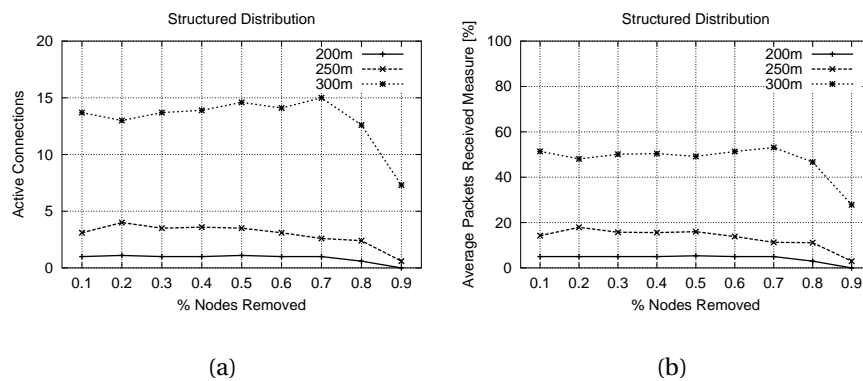 Structured Distribution
20
15
10
5
0
0.1 0.2 0.3 0.4 0.5 0.6 0.7 0.8 0.9
Active Connections
% Nodes Removed
200m
250m
300m
(a)
Structured Distribution
100
80
60
40
20
0
0.1 0.2 0.3 0.4 0.5 0.6 0.7 0.8 0.9
Average Packets Received Measure [%]
% Nodes Removed
200m
250m
300m
(b)